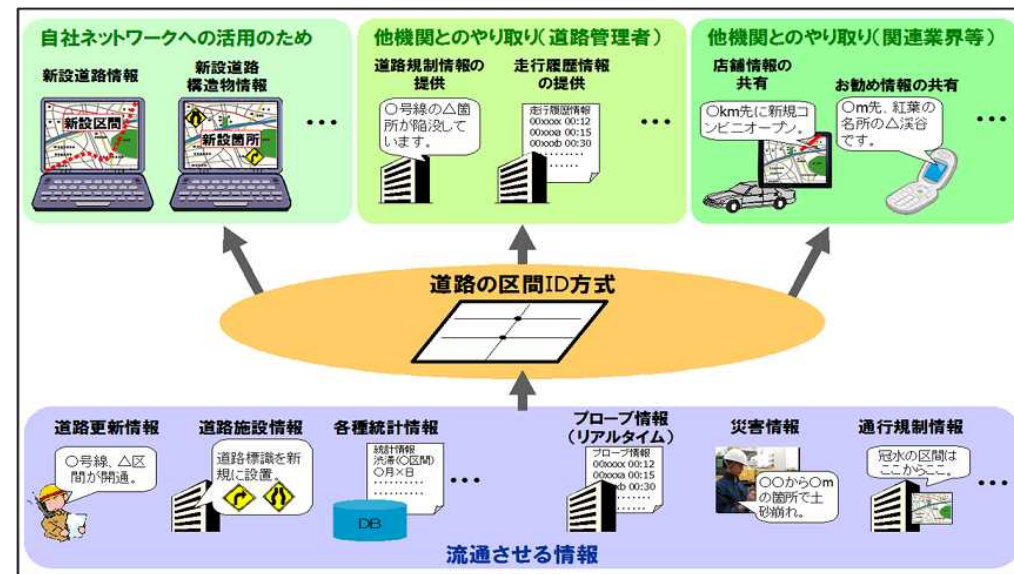 自社ネットワークへの活用のため
新設道路情報
新設道路
構造物情報
新設区間
新設箇所
…
他機関とのやり取り(道路管理者)
道路規制情報の
提供
走行履歴情報
の提供
〇号線の△箇
所が陥没して
います。
走行履歴情報
00xxxx 00:12
00xxxa 00:15
00xxxb 00:30
………
………
…
他機関とのやり取り(関連業界等)
店舗情報の
共有
お勧め情報の共有
〇km先に新規コ
ンビニオープン。
〇m先、紅葉の
名所の△渓谷
です。
…
道路の区間ID方式
道路更新情報
〇号線、△区
間が開通。
道路施設情報
道路標識を新
規に設置。
各種統計情報
統計情報
渋滞(〇区間)
〇月×日
………
………
DB
…
プローブ情報
(リアルタイム)
プローブ情報
00xxxx 00:12
00xxxa 00:15
xxxb 00:30
………
………
災害情報
〇〇から〇m
の箇所で土
砂崩れ。
通行規制情報
冠水の区間は
ここからここ。
…
流通させる情報